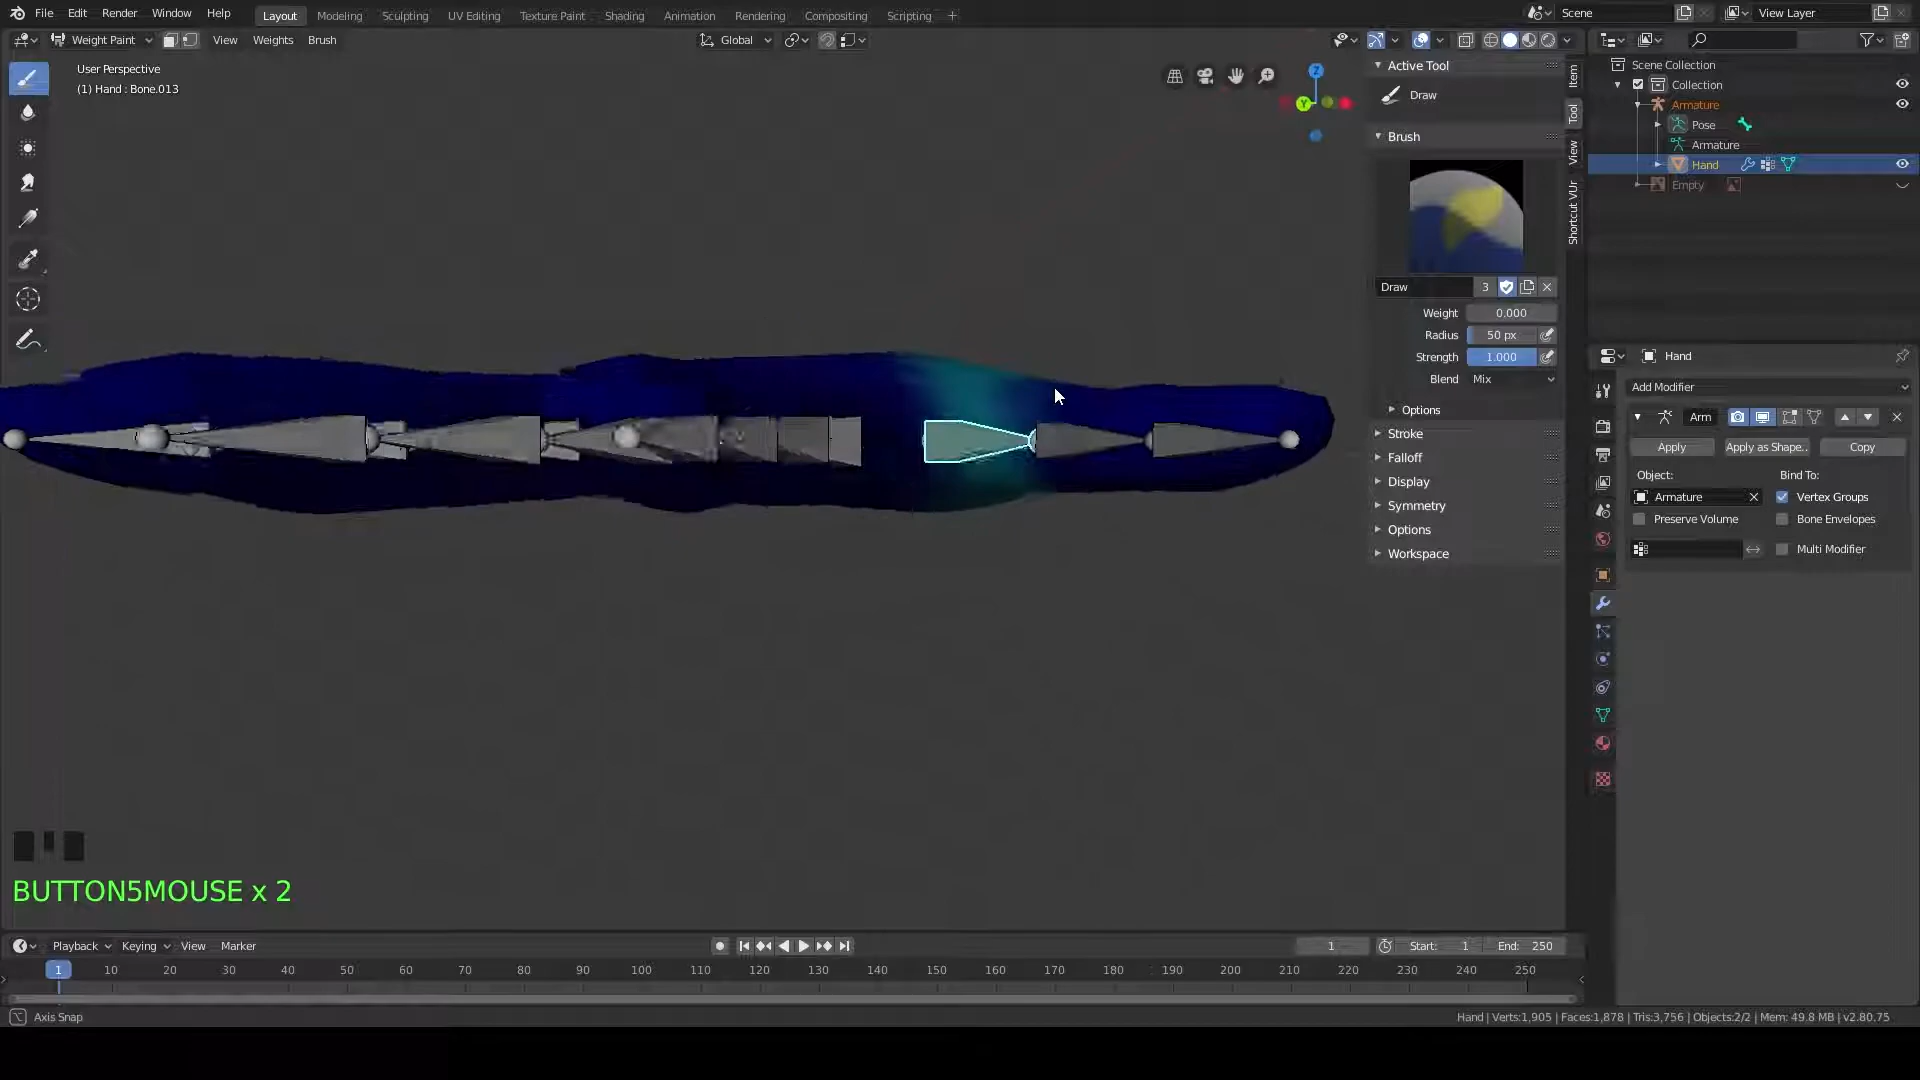 File Edit Render Window Help Layout Modeling Sculpting UV Editing Texture Paint Shading Animation Rendering Compositing Scripting + Scene View Layer
Weight Paint View Weights Brush Global
User Perspective
(1) Hand : Bone.013
Active Tool
Draw
Brush
Draw 3
Weight 0.000
Radius 50 px
Strength 1.000
Blend Mix
Options
Stroke
Falloff
Display
Symmetry
Options
Workspace
Item
Tool
View
Shortcut VUr
Scene Collection
Collection
Armature
Pose
Armature
Hand
Empty
Hand
Add Modifier
Arm
Apply Apply as Shape.. Copy
Object: Bind To:
Armature Vertex Groups
Preserve Volume Bone Envelopes
Multi Modifier
Z
Y
BUTTON5MOUSE x 2
Playback Keying View Marker 1 Start: 1 End: 250
1 10 20 30 40 50 60 70 80 90 100 110 120 130 140 150 160 170 180 190 200 210 220 230 240 250
Axis Snap
Hand | Verts:1,905 | Faces:1,878 | Tris:3,756 | Objects:2/2 | Mem: 49.8 MB | v2.80.75